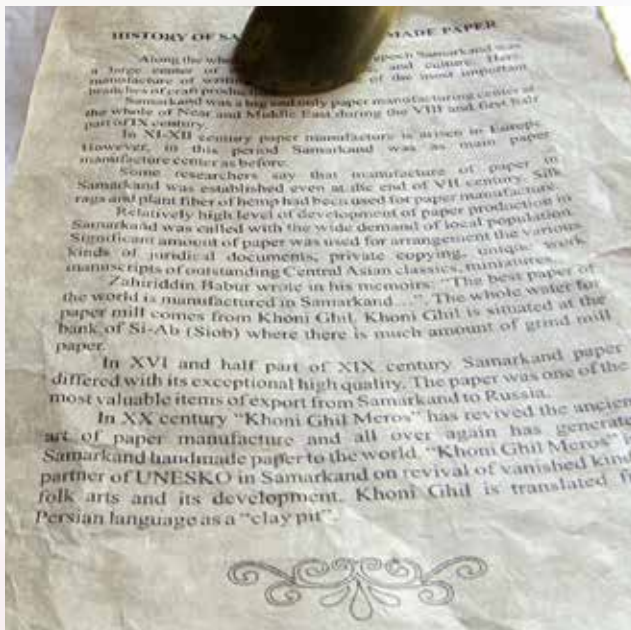 HISTORY OF MADE PAPER
Along the epoch Samarkand was
a large center of and culture. Here,
manufacture of of the most important
branches of craft
Samarkand was a big and only paper manufacturing center at
the whole of Near and Middle East during the VIII and first half
part of IX century.
In XI-XII century paper manufacture is arisen in Europe.
However, in this period Samarkand was as main paper
manufacture center as before.
Some researchers say that manufacture of paper in
Samarkand was established even at the end of VII century. Silk
rags and plant fiber of hemp had been used for paper manufacture.
Relatively high level of development of paper production in
Samarkand was called with the wide demand of local population.
Significant amount of paper was used for arrangement the various
kinds of juridical documents, private copying, unique work
manuscripts of outstanding Central Asian classics, miniatures...
Zahiriddin Babur wrote in his memoirs: "The best paper of
the world is manufactured in Samarkand...". The whole water for
paper mill comes from Khoni Ghil. Khoni Ghil is situated at the
bank of Si-Ab (Siob) where there is much amount of grind mill
paper.
In XVI and half part of XIX century Samarkand paper
differed with its exceptional high quality. The paper was one of the
most valuable items of export from Samarkand to Russia.
In XX century "Khoni Ghil Meros" has revived the ancien
art of paper manufacture and all over again has generate
Samarkand handmade paper to the world. "Khoni Ghil Meros" i
partner of UNESKO in Samarkand on revival of vanished kind
folk arts and its development. Khoni Ghil is translated f
Persian language as a "clay pit".